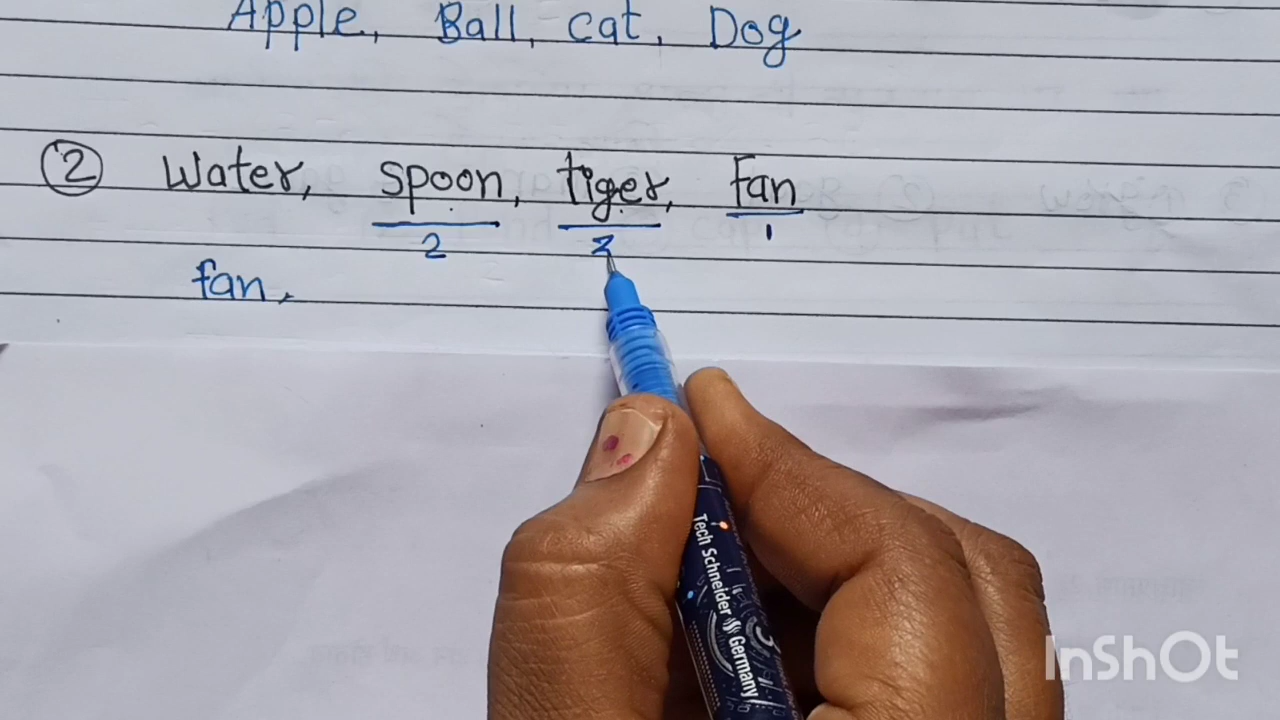 Apple, Ball, cat, Dog
② Water, spoon, tiger, Fan
2 3 1
fan,
Tech Schneider Germany
InShOt